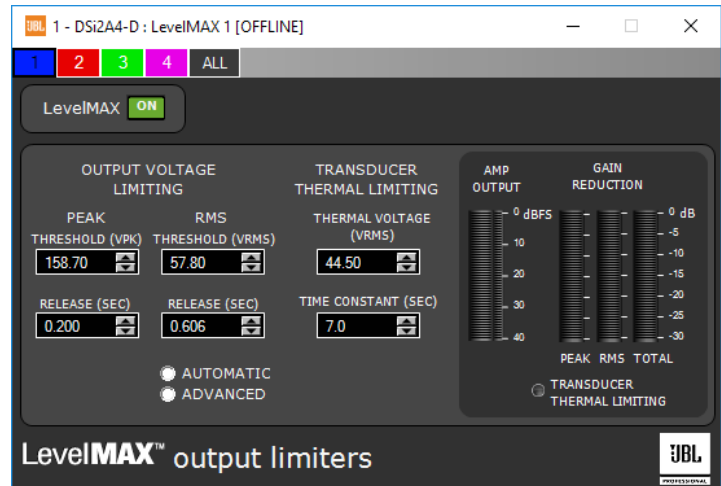 JBL 1 - DSi2A4-D : LevelMAX 1 [OFFLINE]
1 2 3 4 ALL
LevelMAX ON
OUTPUT VOLTAGE
LIMITING
PEAK RMS
THRESHOLD (VPK) THRESHOLD (VRMS)
158.70 57.80
RELEASE (SEC) RELEASE (SEC)
0.200 0.606
AUTOMATIC
ADVANCED
TRANSDUCER
THERMAL LIMITING
THERMAL VOLTAGE
(VRMS)
44.50
TIME CONSTANT (SEC)
7.0
AMP
OUTPUT
0 dBFS
10
20
30
40
GAIN
REDUCTION
0 dB
-5
-10
-15
-20
-25
-30
PEAK RMS TOTAL
TRANSDUCER
THERMAL LIMITING
LevelMAX™ output limiters
JBL
PROFESSIONAL